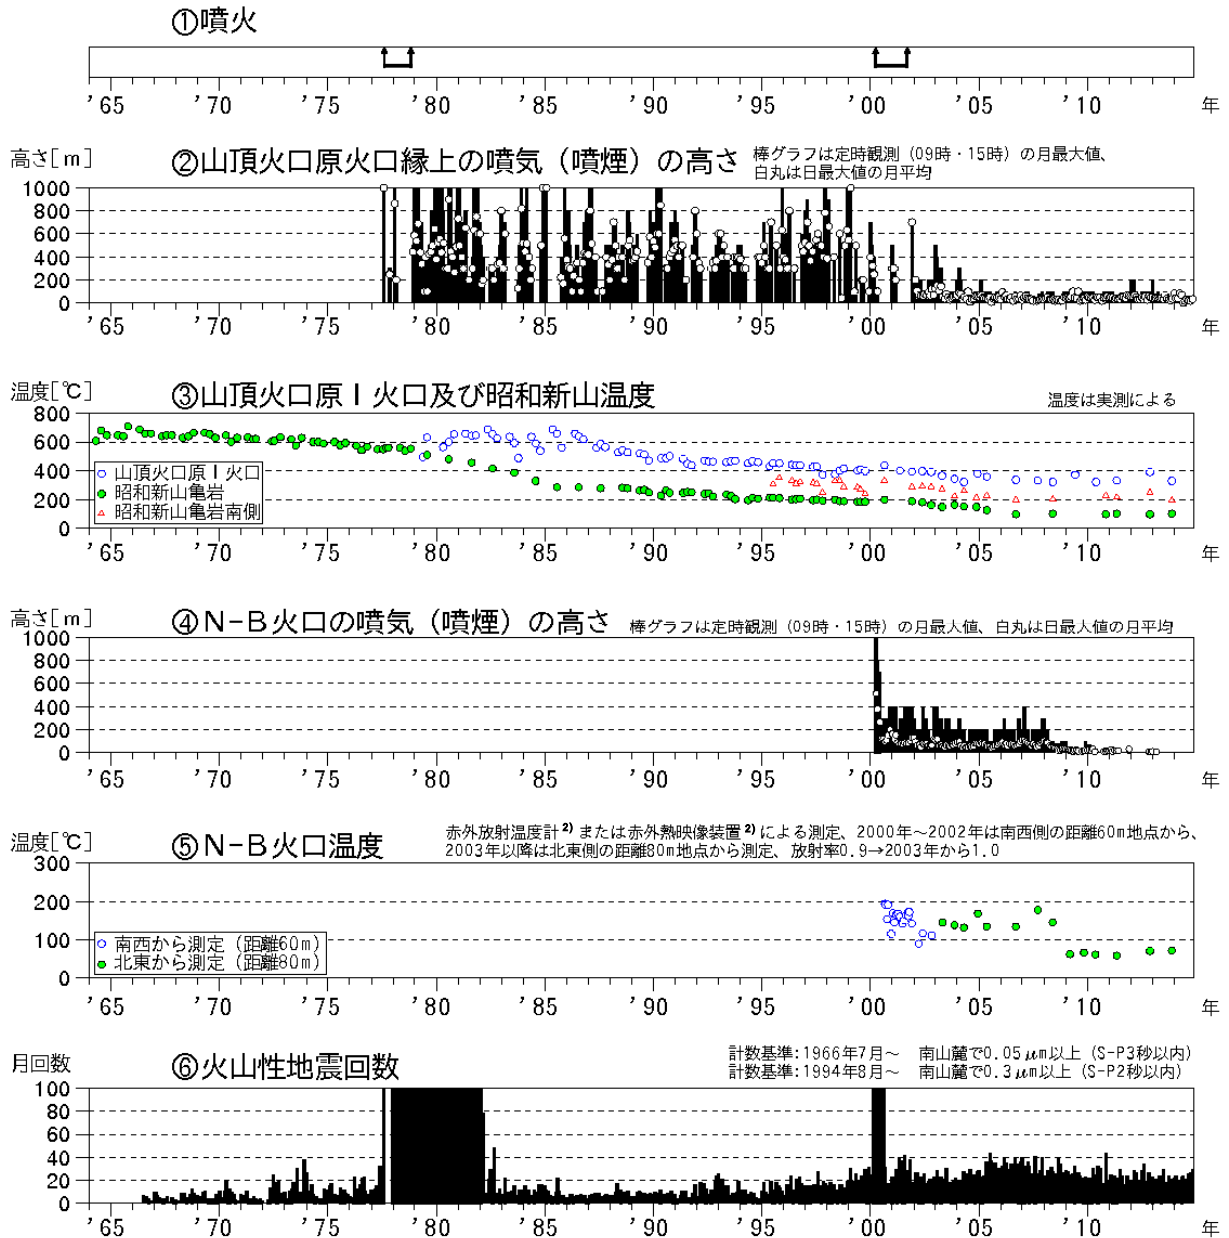 ①噴火
'65 '70 '75 '80 '85 '90 '95 '00 '05 '10 年
高さ[m] ②山頂火口原火口縁上の噴気（噴煙）の高さ 棒グラフは定時観測（09時・15時）の月最大値、
白丸は日最大値の月平均
1000
800
600
400
200
0
'65 '70 '75 '80 '85 '90 '95 '00 '05 '10 年
温度[℃] ③山頂火口原Ⅰ火口及び昭和新山温度 温度は実測による
800
600
400
200
0
山頂火口原Ⅰ火口
昭和新山亀岩
昭和新山亀岩南側
'65 '70 '75 '80 '85 '90 '95 '00 '05 '10 年
高さ[m] ④N-B火口の噴気（噴煙）の高さ 棒グラフは定時観測（09時・15時）の月最大値、白丸は日最大値の月平均
1000
800
600
400
200
0
'65 '70 '75 '80 '85 '90 '95 '00 '05 '10 年
温度[℃] ⑤N-B火口温度 赤外放射温度計2)または赤外熱映像装置2)による測定、2000年～2002年は南西側の距離60m地点から、
2003年以降は北東側の距離80m地点から測定、放射率0.9→2003年から1.0
300
200
100
0
南西から測定（距離60m）
北東から測定（距離80m）
'65 '70 '75 '80 '85 '90 '95 '00 '05 '10 年
月回数 ⑥火山性地震回数 計数基準:1966年7月～ 南山麓で0.05μm以上（S-P3秒以内）
計数基準:1994年8月～ 南山麓で0.3μm以上（S-P2秒以内）
100
80
60
40
20
0
'65 '70 '75 '80 '85 '90 '95 '00 '05 '10 年